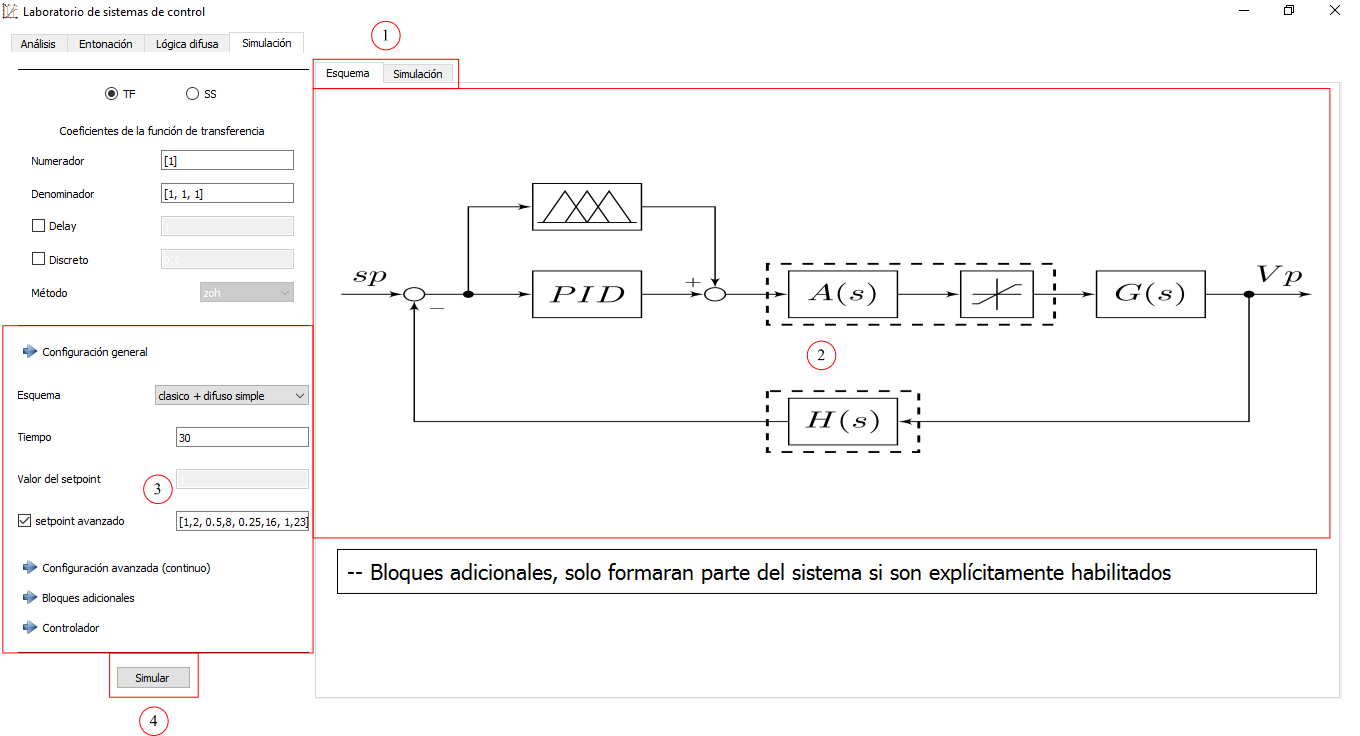 Laboratorio de sistemas de control
Análisis Entonación Lógica difusa Simulación
1
Esquema Simulación
TF SS
Coeficientes de la función de transferencia
Numerador [1]
Denominador [1, 1, 1]
Delay
Discreto 0.1
Método zoh
sp
PID
+
−
A(s)
G(s)
Vp
2
H(s)
Configuración general
Esquema clasico + difuso simple
Tiempo 30
Valor del setpoint
3
setpoint avanzado [1,2, 0.5,8, 0.25,16, 1,23]
Configuración avanzada (continuo)
Bloques adicionales
Controlador
-- Bloques adicionales, solo formaran parte del sistema si son explícitamente habilitados
Simular
4